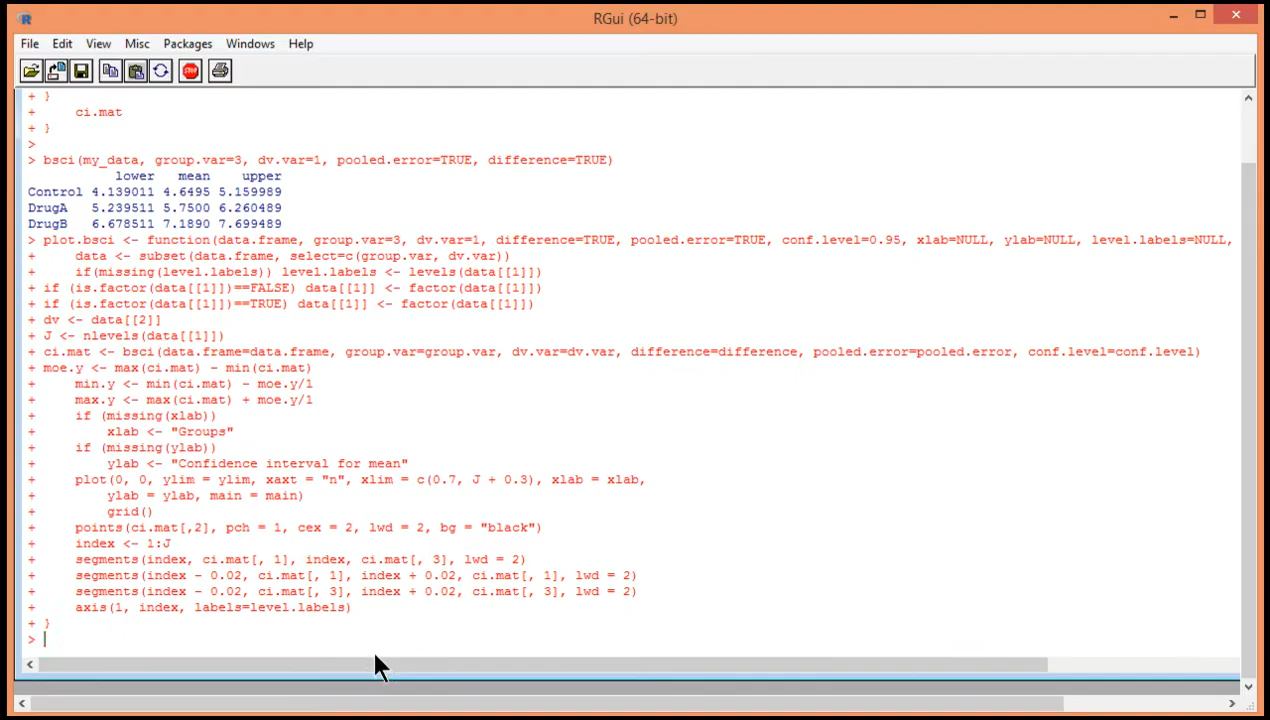 RGui (64-bit)
File Edit View Misc Packages Windows Help
STOP
+ }
+     ci.mat
+ }
>
> bsci(my_data, group.var=3, dv.var=1, pooled.error=TRUE, difference=TRUE)
           lower   mean    upper
Control 4.139011 4.6495 5.159989
DrugA   5.239511 5.7500 6.260489
DrugB   6.678511 7.1890 7.699489
> plot.bsci <- function(data.frame, group.var=3, dv.var=1, difference=TRUE, pooled.error=TRUE, conf.level=0.95, xlab=NULL, ylab=NULL, level.labels=NULL,
+     data <- subset(data.frame, select=c(group.var, dv.var))
+     if(missing(level.labels)) level.labels <- levels(data[[1]])
+ if (is.factor(data[[1]])==FALSE) data[[1]] <- factor(data[[1]])
+ if (is.factor(data[[1]])==TRUE) data[[1]] <- factor(data[[1]])
+ dv <- data[[2]]
+ J <- nlevels(data[[1]])
+ ci.mat <- bsci(data.frame=data.frame, group.var=group.var, dv.var=dv.var, difference=difference, pooled.error=pooled.error, conf.level=conf.level)
+ moe.y <- max(ci.mat) - min(ci.mat)
+     min.y <- min(ci.mat) - moe.y/1
+     max.y <- max(ci.mat) + moe.y/1
+     if (missing(xlab))
+         xlab <- "Groups"
+     if (missing(ylab))
+         ylab <- "Confidence interval for mean"
+     plot(0, 0, ylim = ylim, xaxt = "n", xlim = c(0.7, J + 0.3), xlab = xlab,
+         ylab = ylab, main = main)
+         grid()
+     points(ci.mat[,2], pch = 1, cex = 2, lwd = 2, bg = "black")
+     index <- 1:J
+     segments(index, ci.mat[, 1], index, ci.mat[, 3], lwd = 2)
+     segments(index - 0.02, ci.mat[, 1], index + 0.02, ci.mat[, 1], lwd = 2)
+     segments(index - 0.02, ci.mat[, 3], index + 0.02, ci.mat[, 3], lwd = 2)
+     axis(1, index, labels=level.labels)
+ }
>